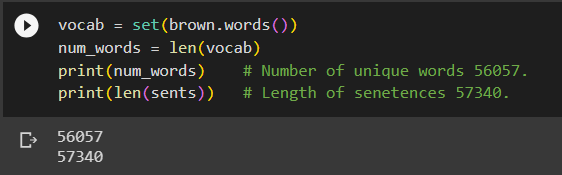 vocab = set(brown.words())
num_words = len(vocab)
print(num_words)    # Number of unique words 56057.
print(len(sents))   # Length of senetences 57340.
56057
57340